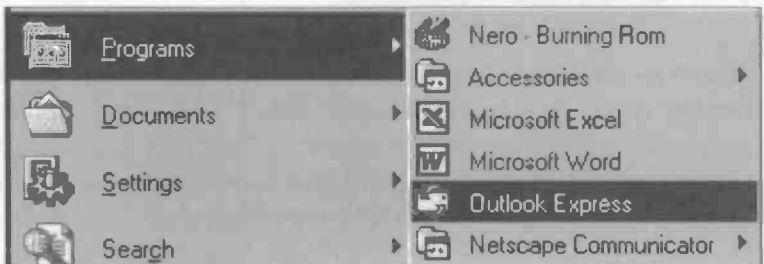 Programs
Documents
Settings
Search
Nero - Burning Rom
Accessories
Microsoft Excel
Microsoft Word
Outlook Express
Netscape Communicator